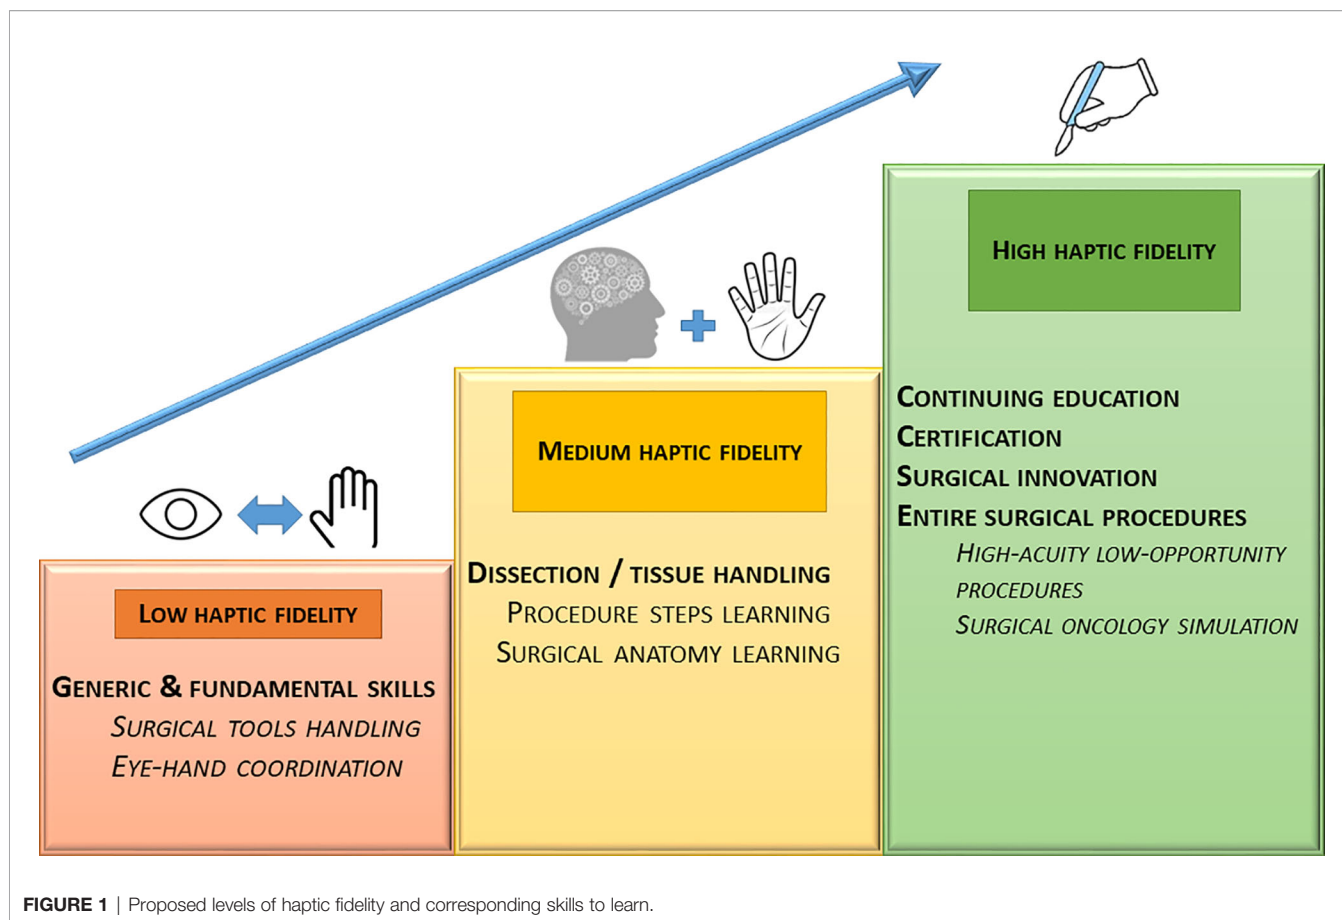 HIGH HAPTIC FIDELITY
CONTINUING EDUCATION
CERTIFICATION
SURGICAL INNOVATION
ENTIRE SURGICAL PROCEDURES
HIGH-ACUITY LOW-OPPORTUNITY
PROCEDURES
SURGICAL ONCOLOGY SIMULATION
MEDIUM HAPTIC FIDELITY
DISSECTION / TISSUE HANDLING
PROCEDURE STEPS LEARNING
SURGICAL ANATOMY LEARNING
LOW HAPTIC FIDELITY
GENERIC & FUNDAMENTAL SKILLS
SURGICAL TOOLS HANDLING
EYE-HAND COORDINATION
FIGURE 1 | Proposed levels of haptic fidelity and corresponding skills to learn.